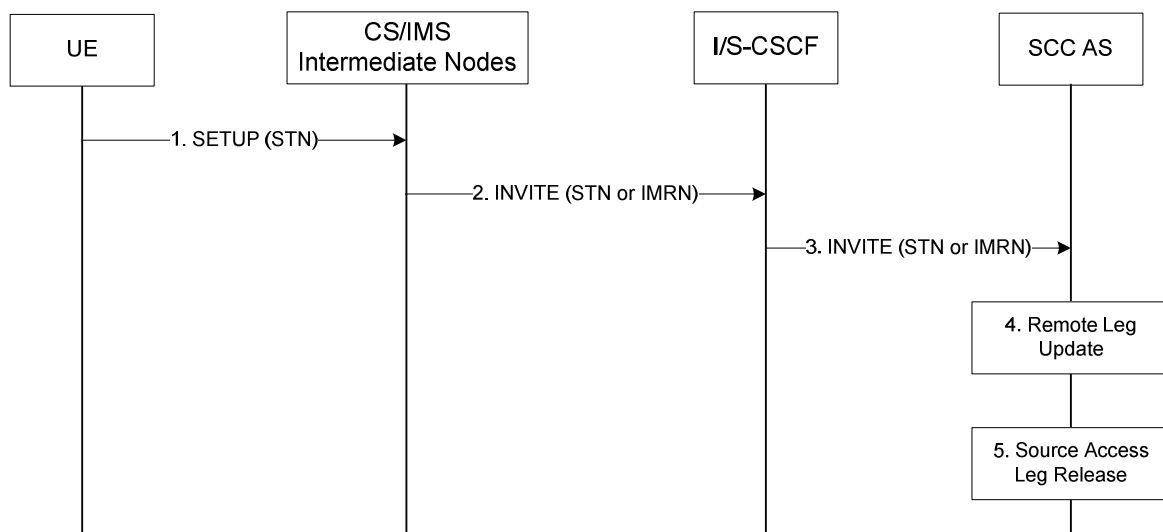 UE
CS/IMS
Intermediate Nodes
I/S-CSCF
SCC AS
1. SETUP (STN)
2. INVITE (STN or IMRN)
3. INVITE (STN or IMRN)
4. Remote Leg
Update
5. Source Access
Leg Release